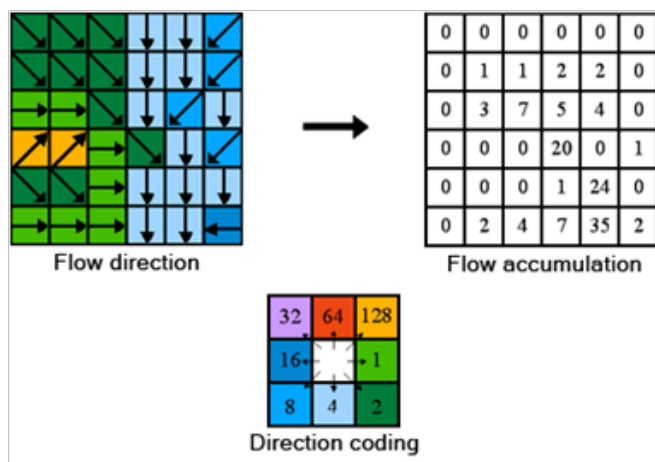 0 0 0 0 0 0
0 1 1 2 2 0
0 3 7 5 4 0
0 0 0 20 0 1
0 0 0 1 24 0
0 2 4 7 35 2
Flow direction
Flow accumulation
32 64 128
16 1
8 4 2
Direction coding